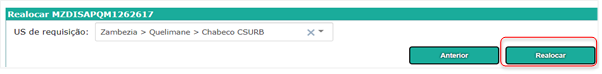 Realocar MZDISAPQM1262617
US de requisição: Zambezia > Quelimane > Chabeco CSURB
Anterior Realocar